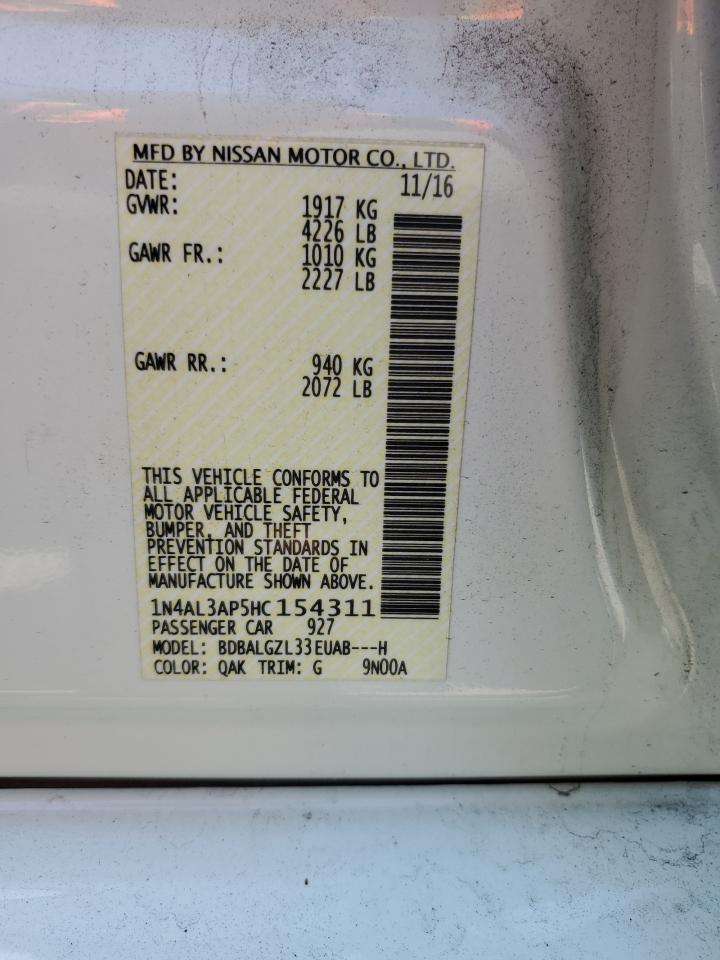 MFD BY NISSAN MOTOR CO., LTD.
DATE: 11/16
GVWR: 1917 KG
4226 LB
GAWR FR.: 1010 KG
2227 LB
GAWR RR.: 940 KG
2072 LB
THIS VEHICLE CONFORMS TO
ALL APPLICABLE FEDERAL
MOTOR VEHICLE SAFETY,
BUMPER, AND THEFT
PREVENTION STANDARDS IN
EFFECT ON THE DATE OF
MANUFACTURE SHOWN ABOVE.
1N4AL3AP5HC 154311
PASSENGER CAR 927
MODEL: BDBALGZL33EUAB---H
COLOR: QAK TRIM: G 9N00A